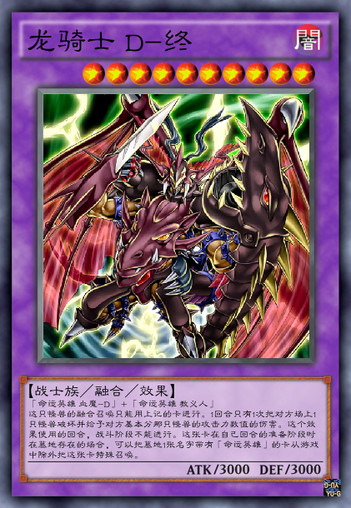 龙骑士 D-终
闇
【战士族／融合／效果】
「命运英雄 血魔-D」+「命运英雄 教义人」
这只怪兽的融合召唤只能用上记的卡进行。1回合只有1次把对方场上1
只怪兽破坏并给予对方基本分那只怪兽的攻击力数值的伤害。这个效
果使用的回合，战斗阶段不能进行。这张卡在自己回合的准备阶段时
在墓地存在的场合，可以把墓地1张名字带有「命运英雄」的卡从游戏
中除外把这张卡特殊召唤。
ATK/3000 DEF/3000